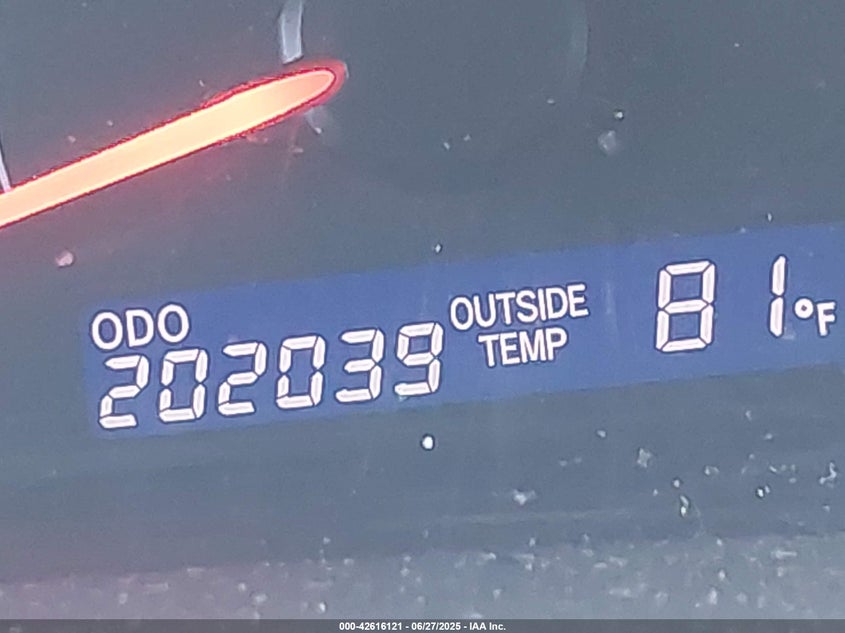 ODO
202039
OUTSIDE
TEMP
81°F
000-42616121 - 06/27/2025 - IAA Inc.